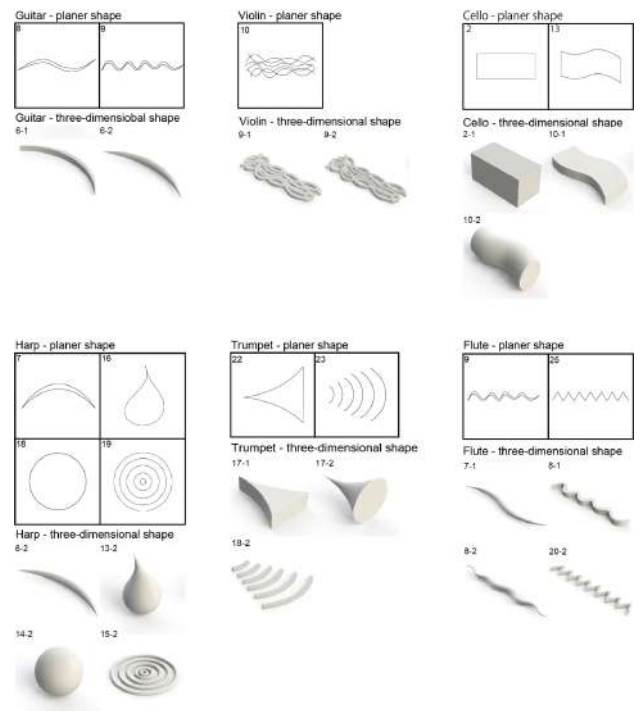 Guitar - planer shape
8
9
Guitar - three-dimensiobal shape
6-1
6-2
Violin - planer shape
10
Violin - three-dimensional shape
9-1
9-2
Cello - planer shape
2
13
Cello - three-dimensional shape
2-1
10-1
10-2
Harp - planer shape
7
16
18
19
Harp - three-dimensional shape
6-2
13-2
14-2
15-2
Trumpet - planer shape
22
23
Trumpet - three-dimensional shape
17-1
17-2
18-2
Flute - planer shape
9
25
Flute - three-dimensional shape
7-1
8-1
8-2
20-2